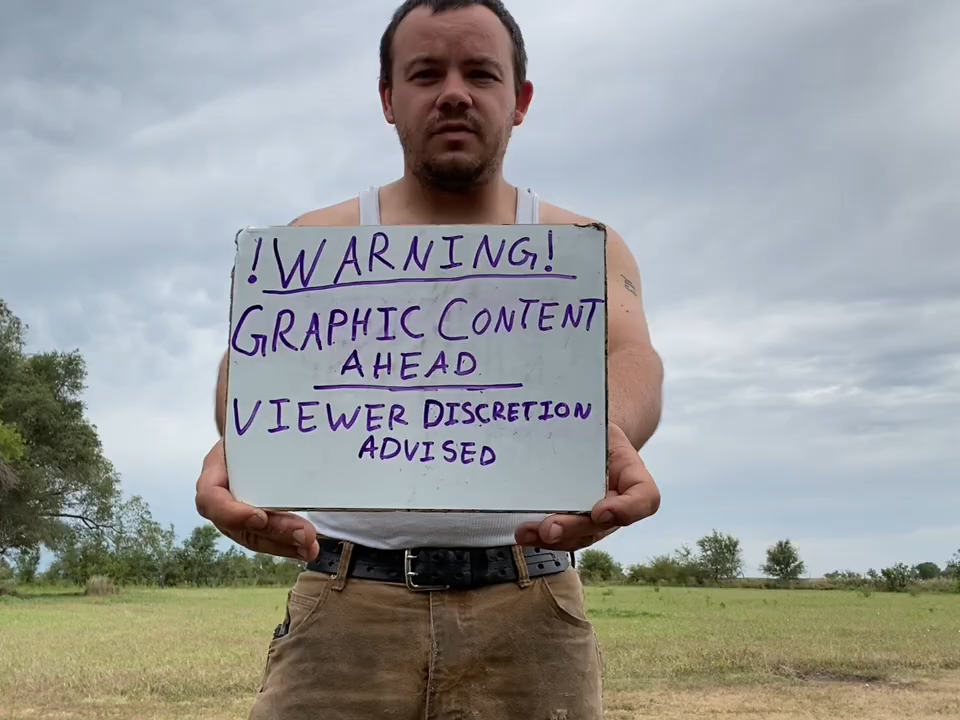 !WARNING!
GRAPHIC CONTENT
AHEAD
VIEWER DISCRETION
ADVISED